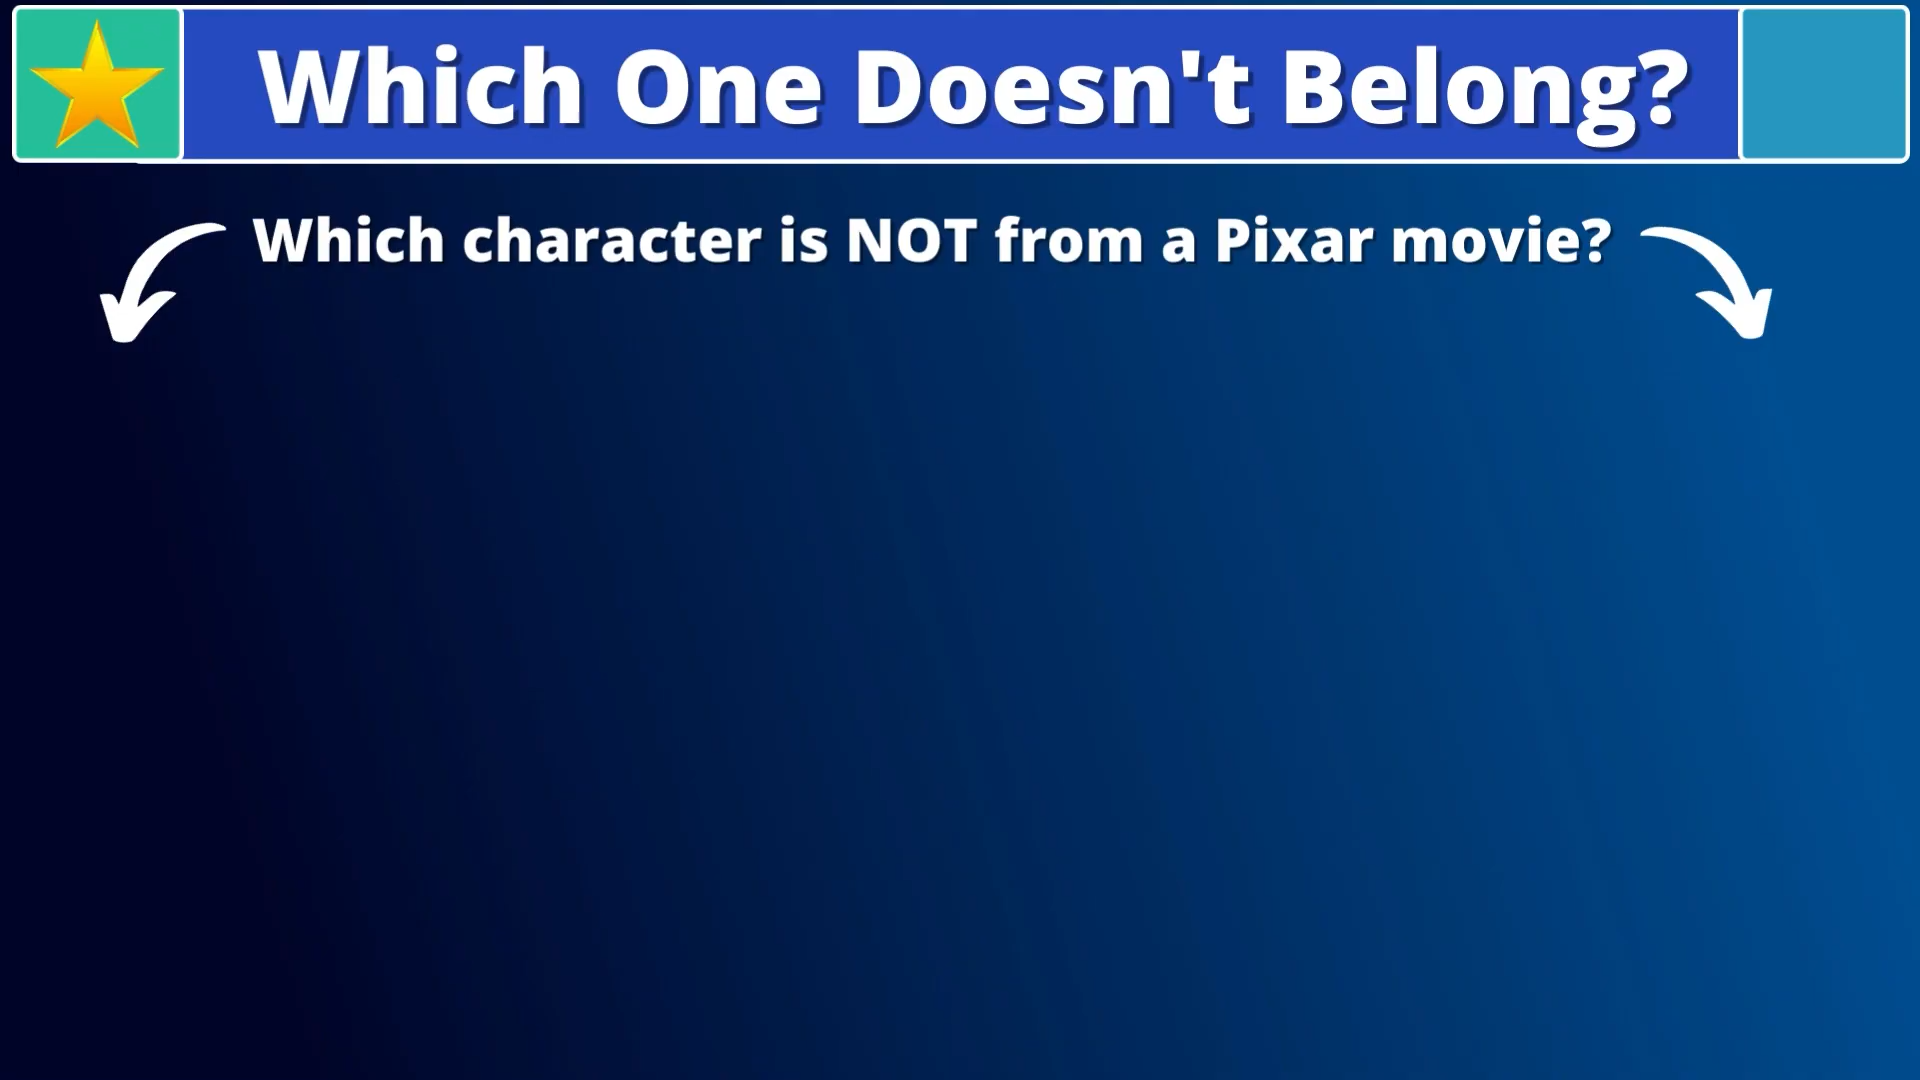 Which One Doesn't Belong?
Which character is NOT from a Pixar movie?